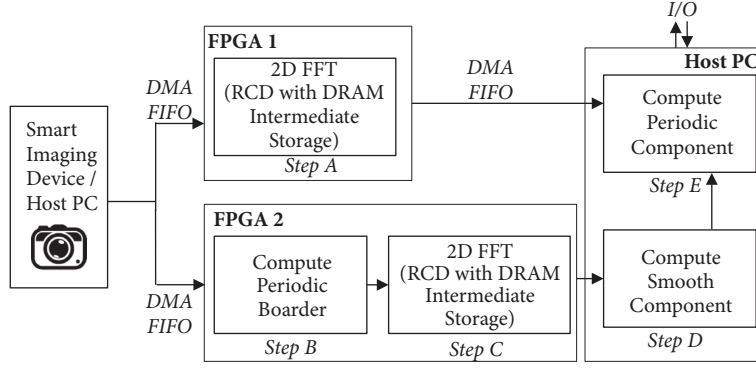 I/O
FPGA 1
Host PC
2D FFT
(RCD with DRAM
Intermediate
Storage)
Step A
DMA
FIFO
DMA
FIFO
Compute
Periodic
Component
Step E
Smart
Imaging
Device /
Host PC
FPGA 2
Compute
Periodic
Boarder
Step B
2D FFT
(RCD with DRAM
Intermediate
Storage)
Step C
DMA
FIFO
Compute
Smooth
Component
Step D